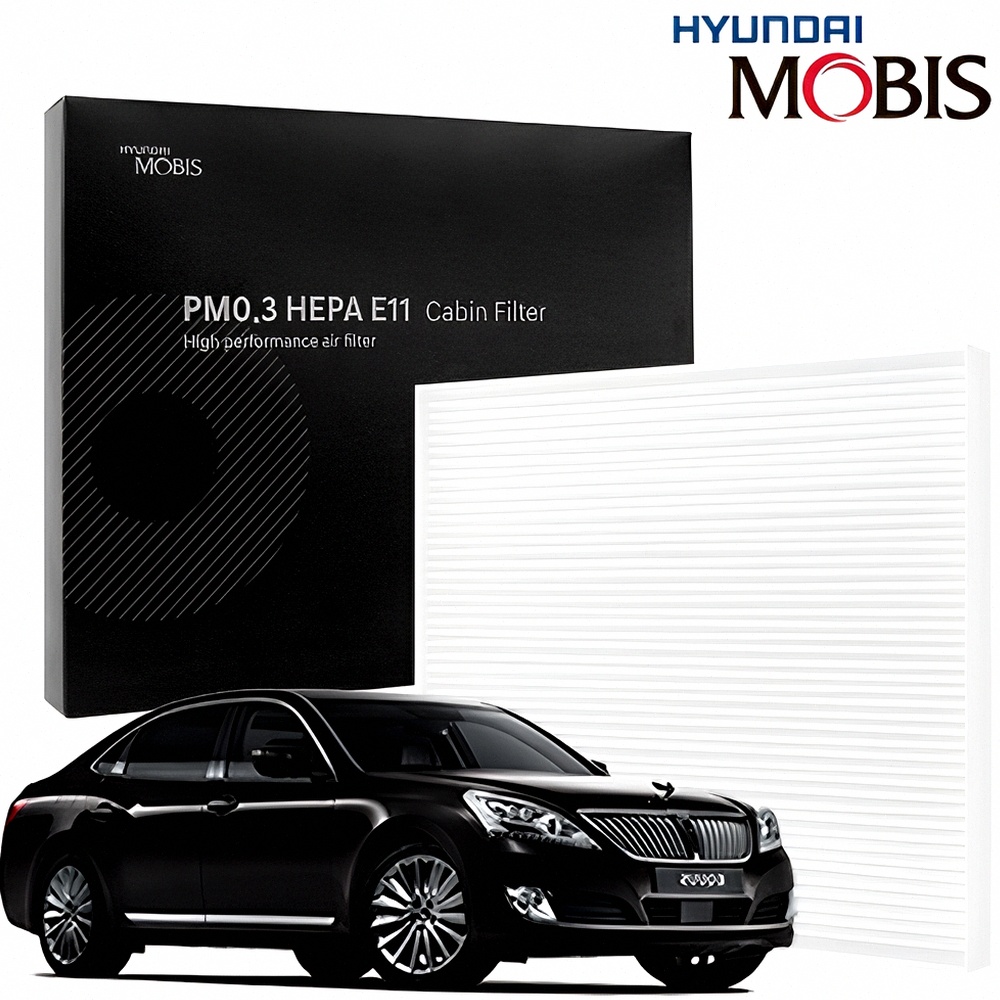 HYUNDAI
MOBIS
HYUNDAI
MOBIS
PM0.3 HEPA E11 Cabin Filter
High performance air filter